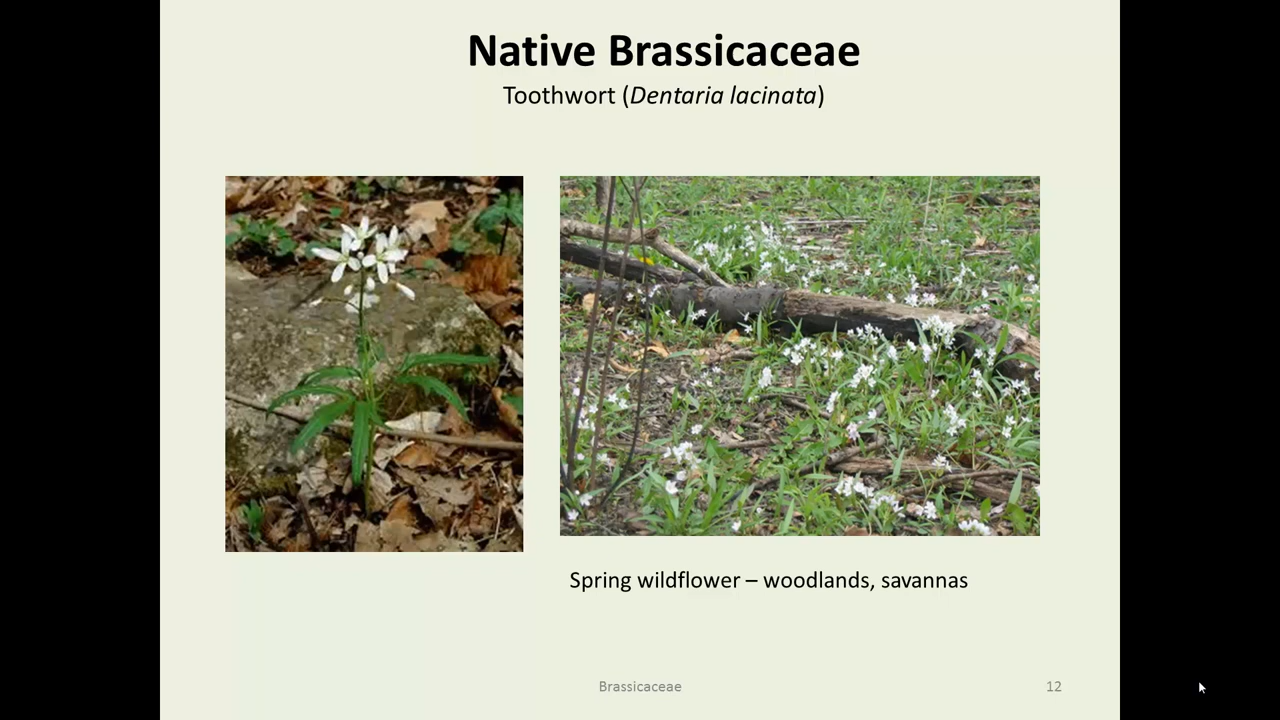 Native Brassicaceae
Toothwort (Dentaria lacinata)
Spring wildflower – woodlands, savannas
Brassicaceae
12